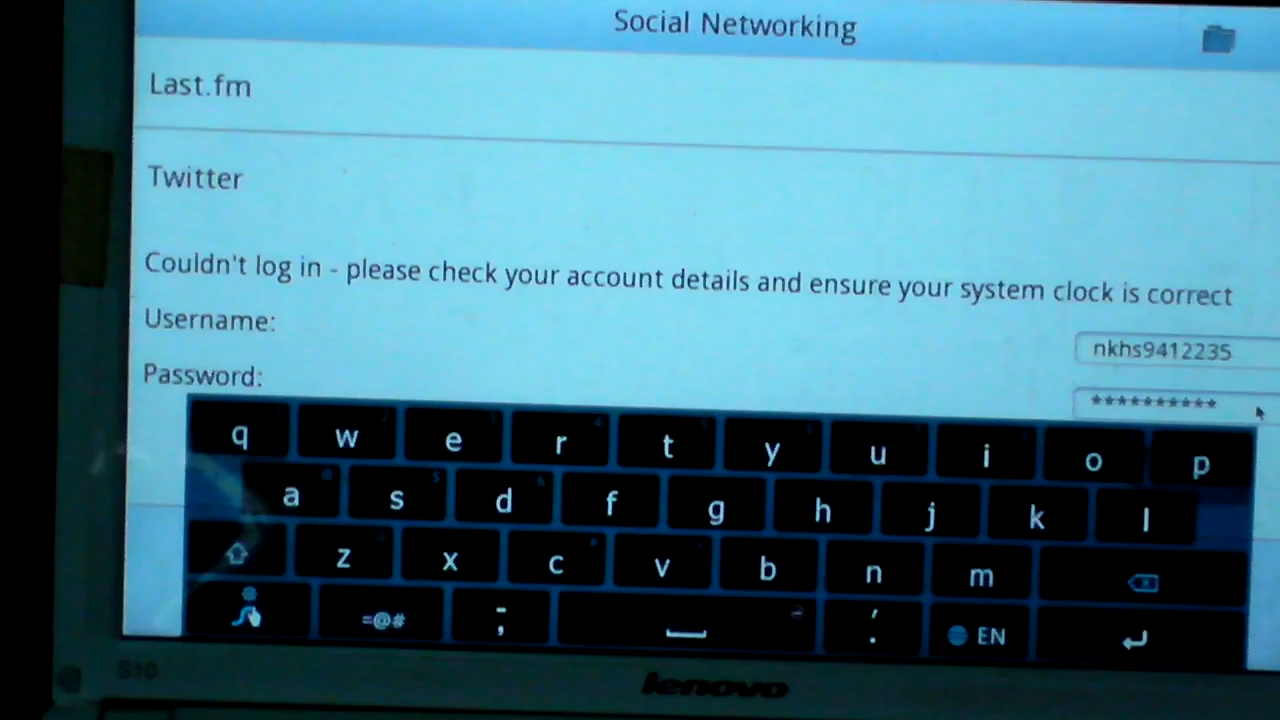 Social Networking
Last.fm
Twitter
Couldn't log in - please check your account details and ensure your system clock is correct
Username:
nkhs9412235
Password:
**********
q w e r t y u i o p
a s d f g h j k l
z x c v b n m
=@# - ; ' . EN
S10
lenovo